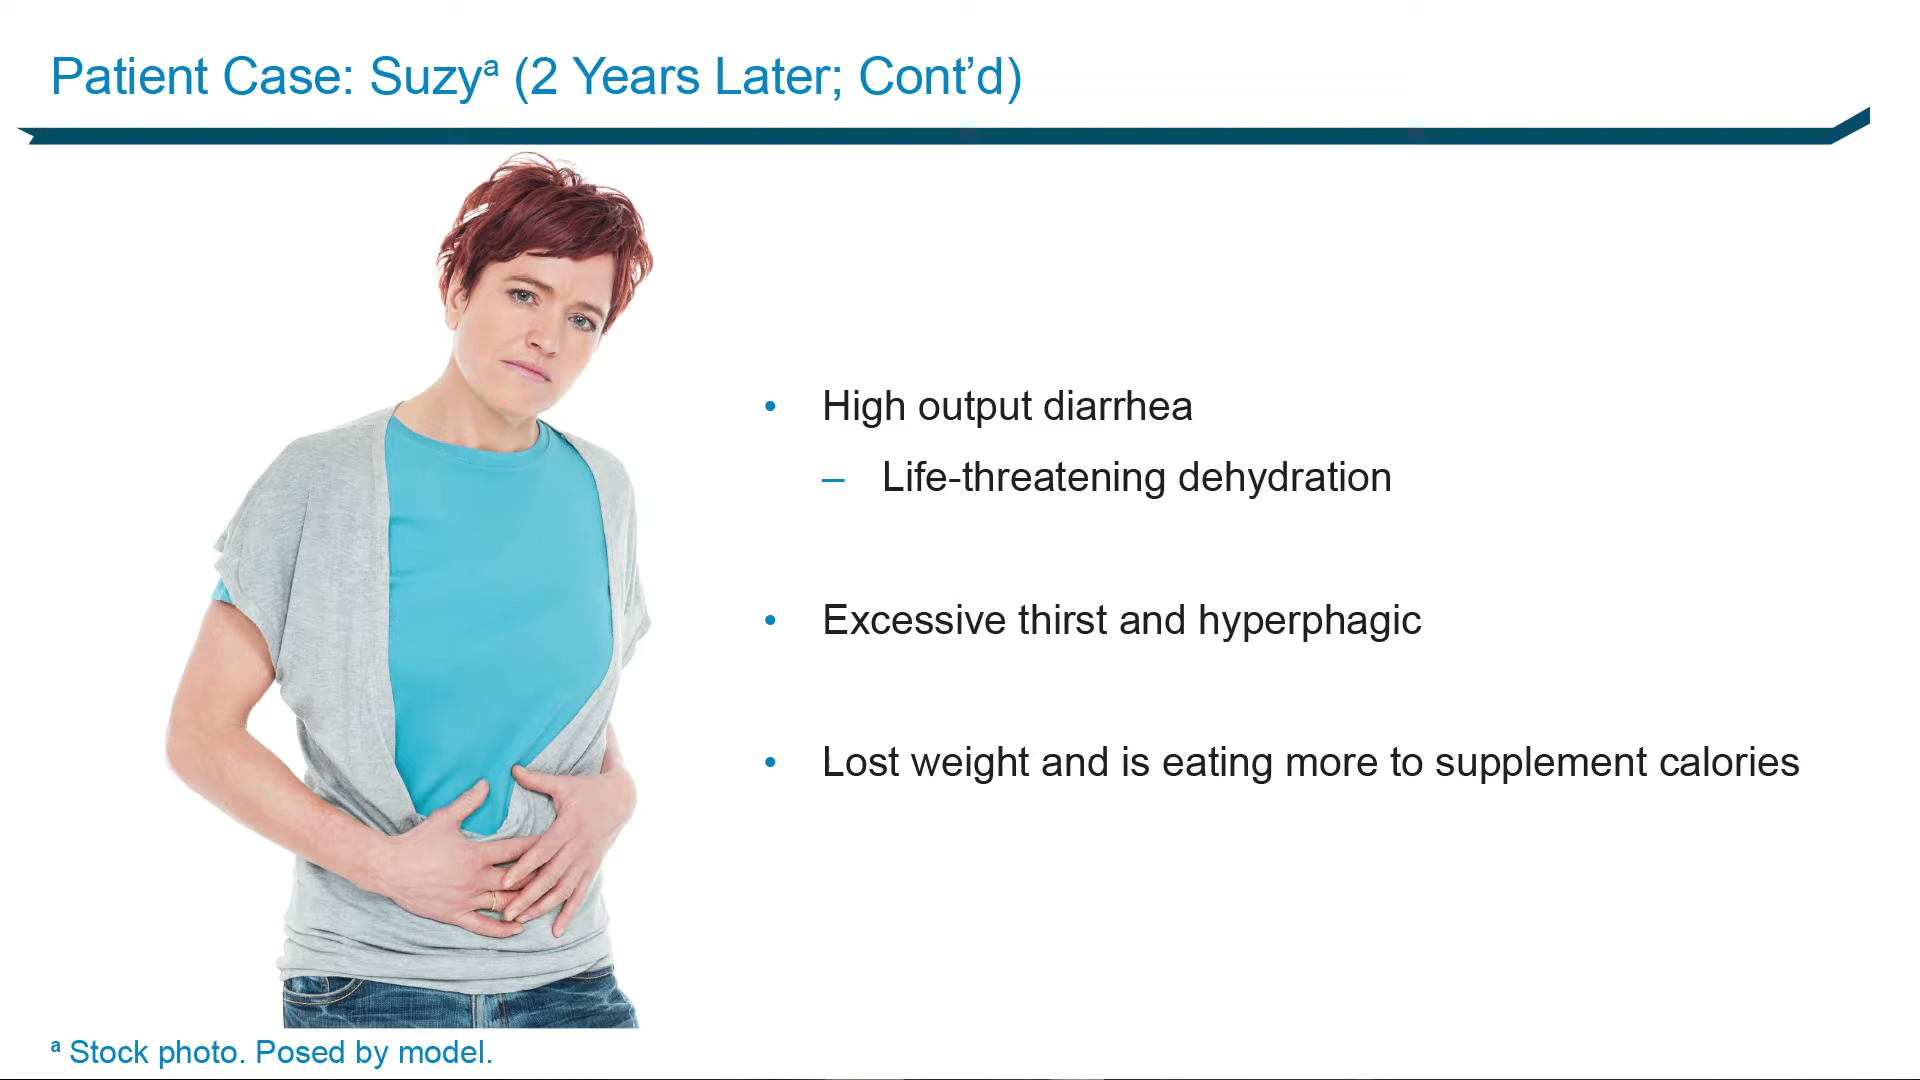 Patient Case: Suzyᵃ (2 Years Later; Cont’d)
• High output diarrhea
– Life-threatening dehydration
• Excessive thirst and hyperphagic
• Lost weight and is eating more to supplement calories
ᵃ Stock photo. Posed by model.